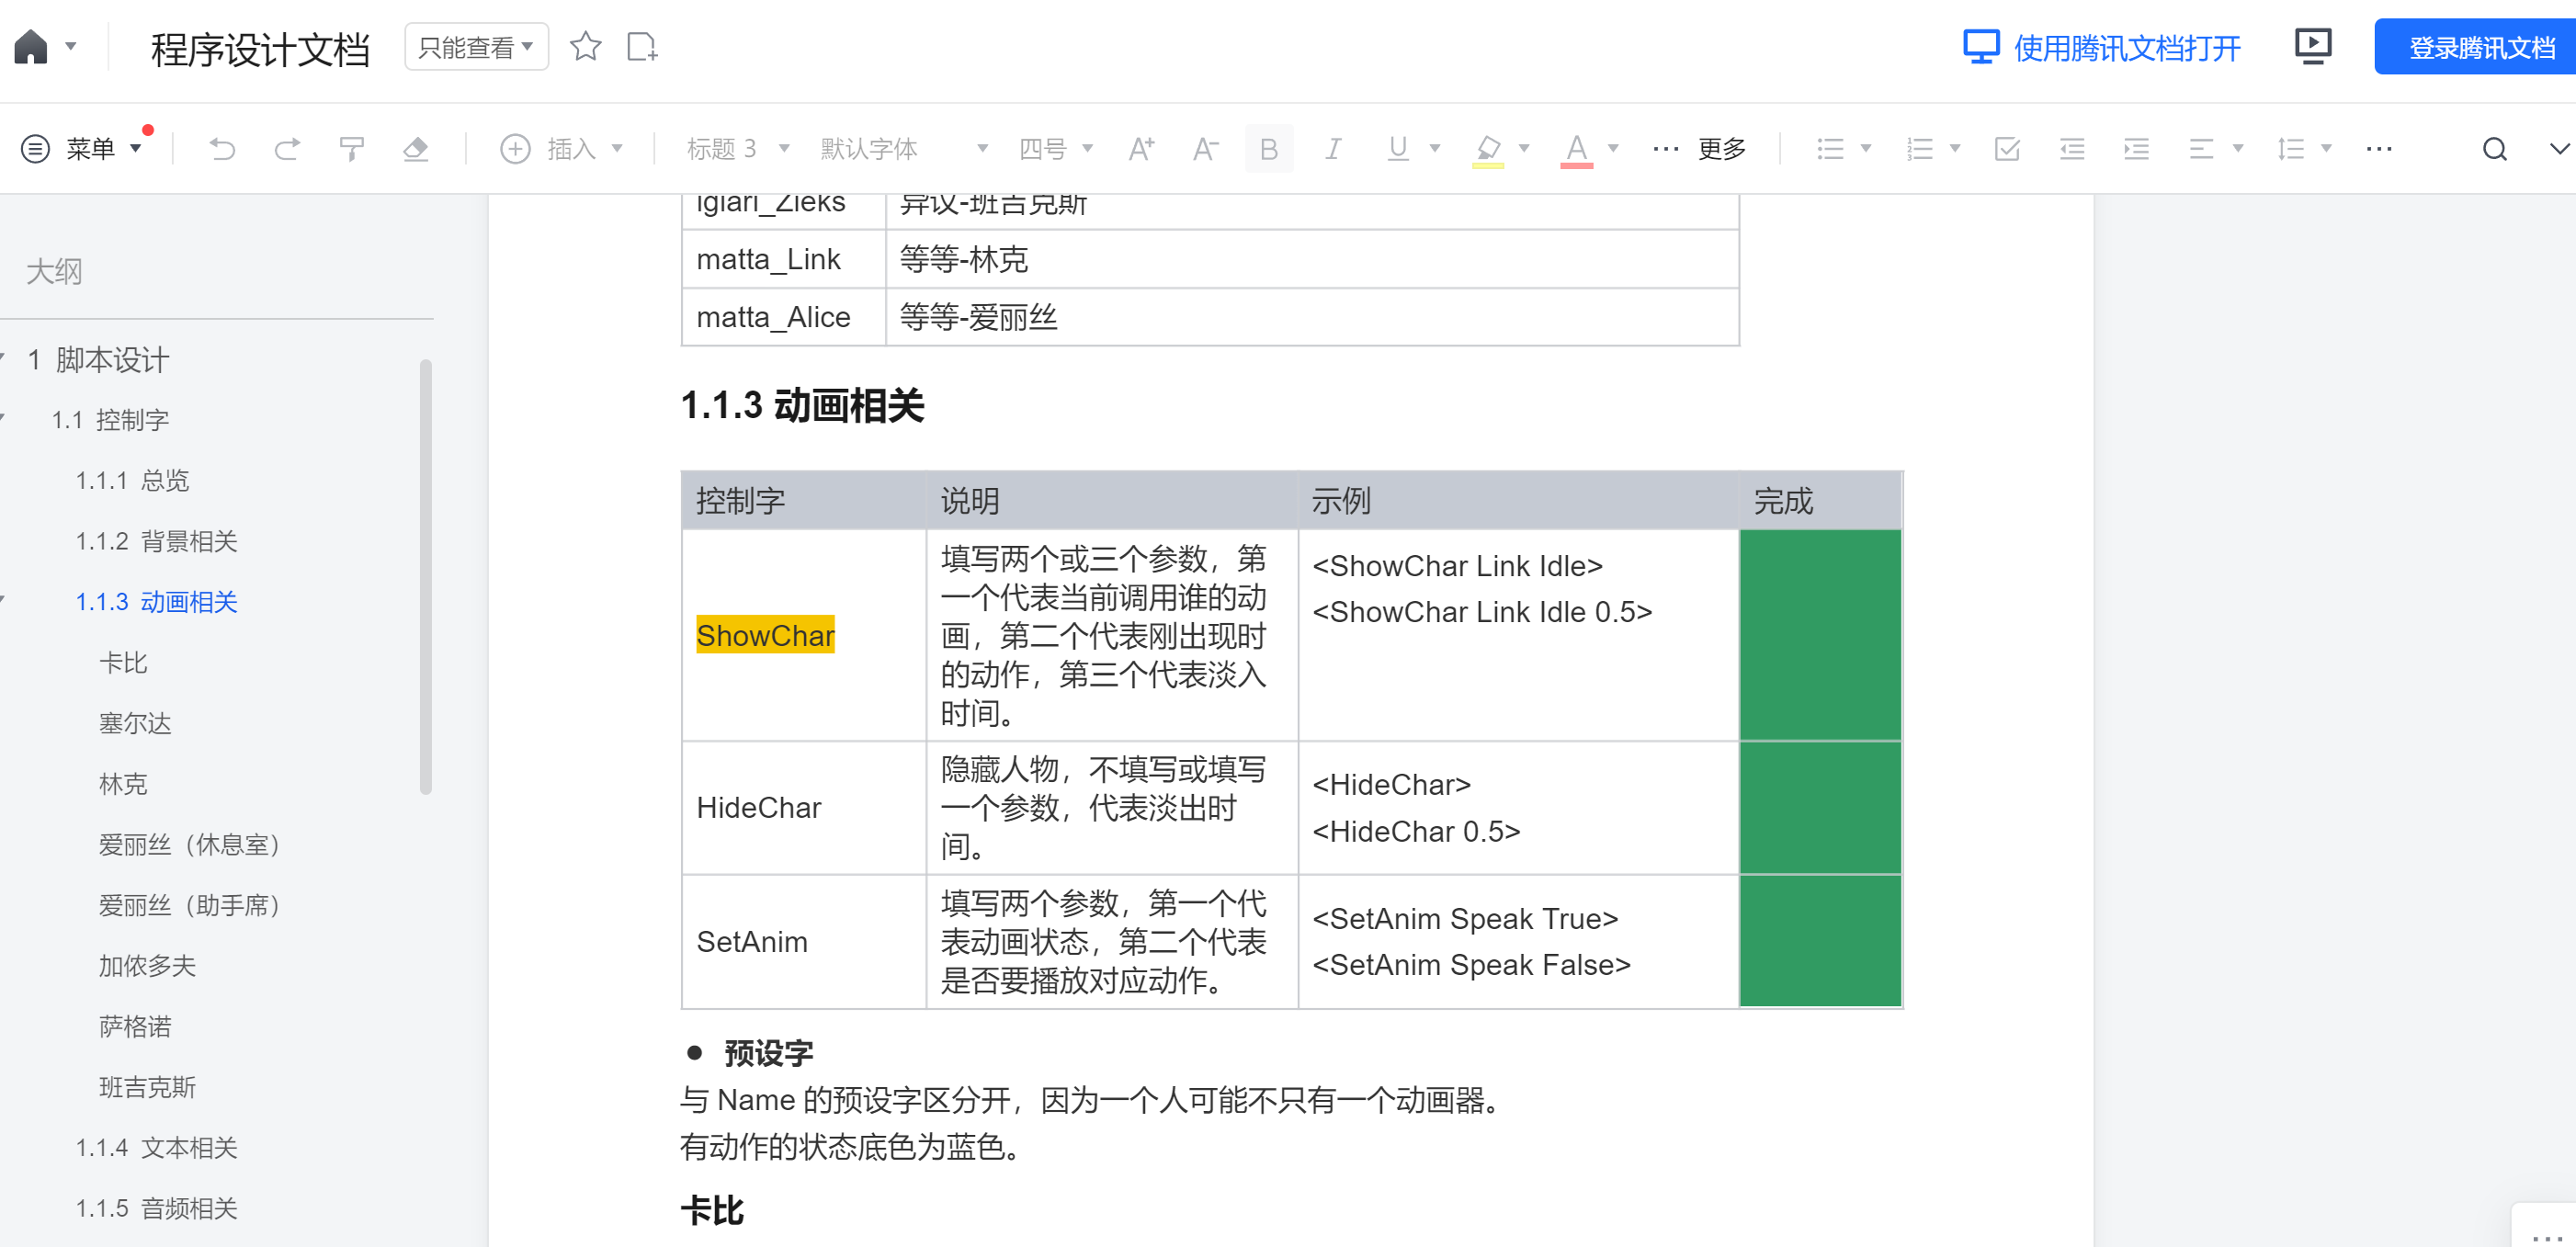 程序设计文档
只能查看
使用腾讯文档打开
登录腾讯文档
菜单
插入
标题 3
默认字体
四号
A+
A-
B
I
U
A
更多
大纲
1 脚本设计
1.1 控制字
1.1.1 总览
1.1.2 背景相关
1.1.3 动画相关
卡比
塞尔达
林克
爱丽丝（休息室）
爱丽丝（助手席）
加侬多夫
萨格诺
班吉克斯
1.1.4 文本相关
1.1.5 音频相关
igiari_Zieks
异议-班吉克斯
matta_Link
等等-林克
matta_Alice
等等-爱丽丝
1.1.3 动画相关
控制字
说明
示例
完成
ShowChar
填写两个或三个参数，第
一个代表当前调用谁的动
画，第二个代表刚出现时
的动作，第三个代表淡入
时间。
<ShowChar Link Idle>
<ShowChar Link Idle 0.5>
HideChar
隐藏人物，不填写或填写
一个参数，代表淡出时
间。
<HideChar>
<HideChar 0.5>
SetAnim
填写两个参数，第一个代
表动画状态，第二个代表
是否要播放对应动作。
<SetAnim Speak True>
<SetAnim Speak False>
● 预设字
与 Name 的预设字区分开，因为一个人可能不只有一个动画器。
有动作的状态底色为蓝色。
卡比